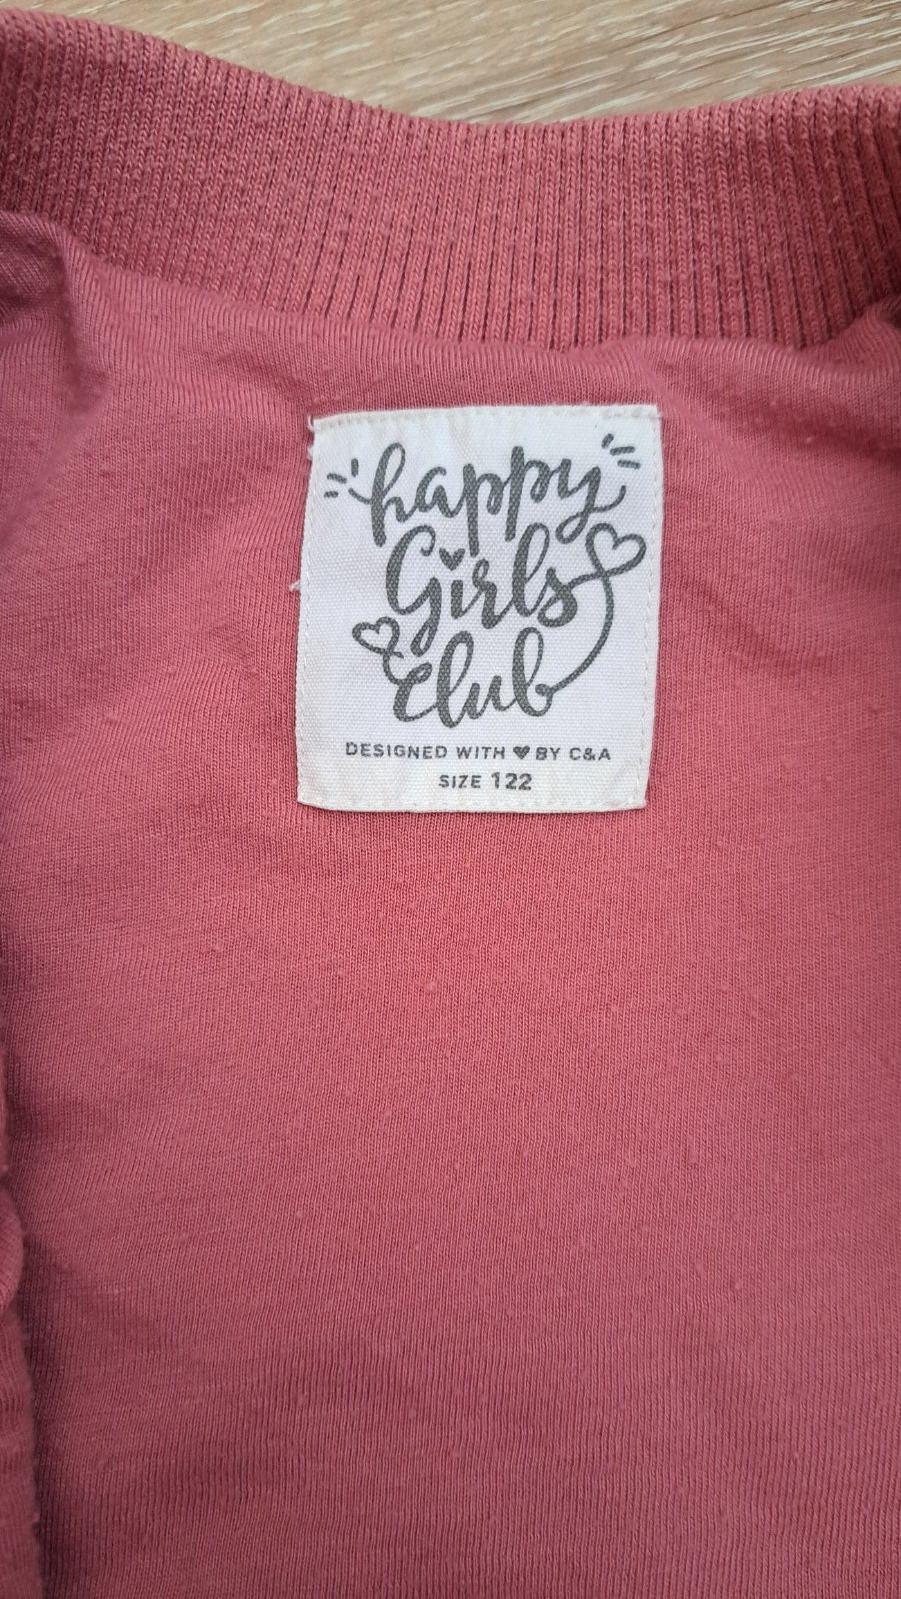 happy
Girls
Club
DESIGNED WITH ♥ BY C&A
SIZE 122